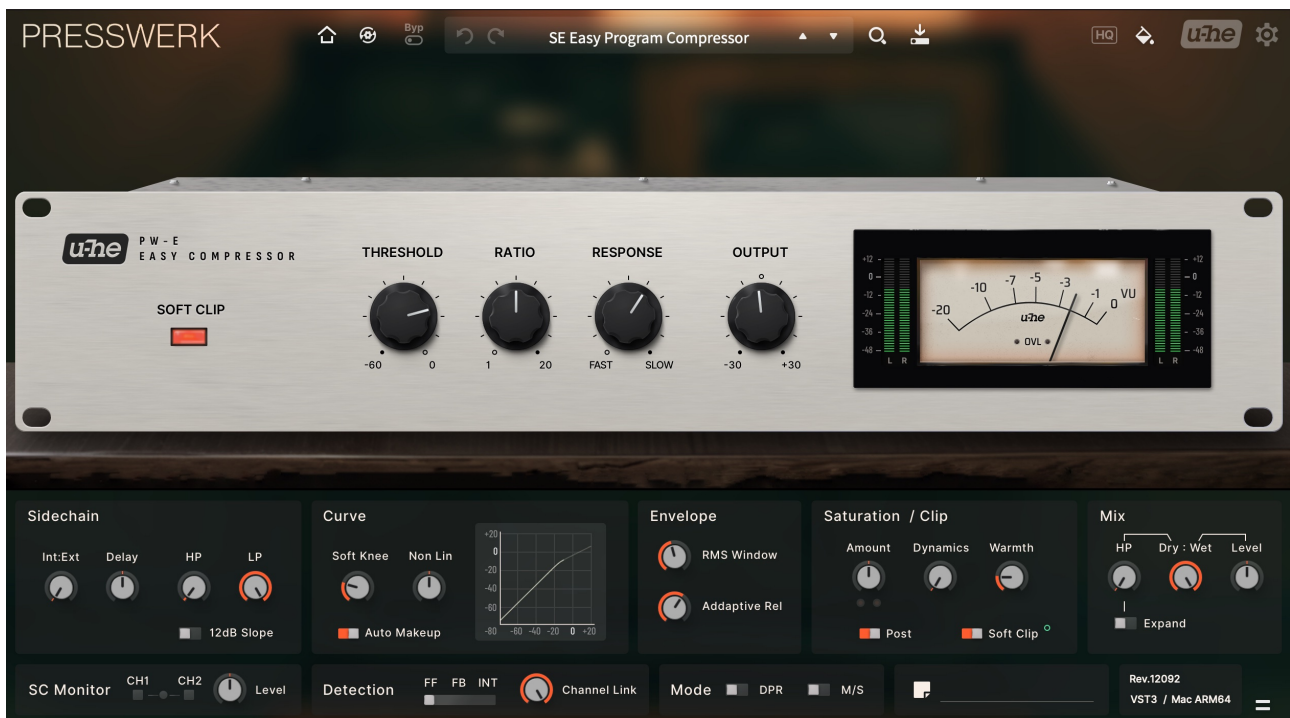 PRESSWERK
Byp
SE Easy Program Compressor
HQ
u-he
u-he PW-E
EASY COMPRESSOR
SOFT CLIP
THRESHOLD RATIO RESPONSE OUTPUT
-60 0 1 20 FAST SLOW -30 +30
+12 0 -12 -24 -36 -48
L R
-20 -10 -7 -5 -3 -1 0 VU
u-he
OVL
+12 0 -12 -24 -36 -48
L R
Sidechain
Int:Ext Delay HP LP
12dB Slope
Curve
Soft Knee Non Lin
Auto Makeup
+20
0
-20
-40
-60
-80 -60 -40 -20 0 +20
Envelope
RMS Window
Addaptive Rel
Saturation / Clip
Amount Dynamics Warmth
Post Soft Clip
Mix
HP Dry : Wet Level
Expand
SC Monitor CH1 CH2 Level
Detection FF FB INT Channel Link
Mode DPR M/S
Rev.12092
VST3 / Mac ARM64